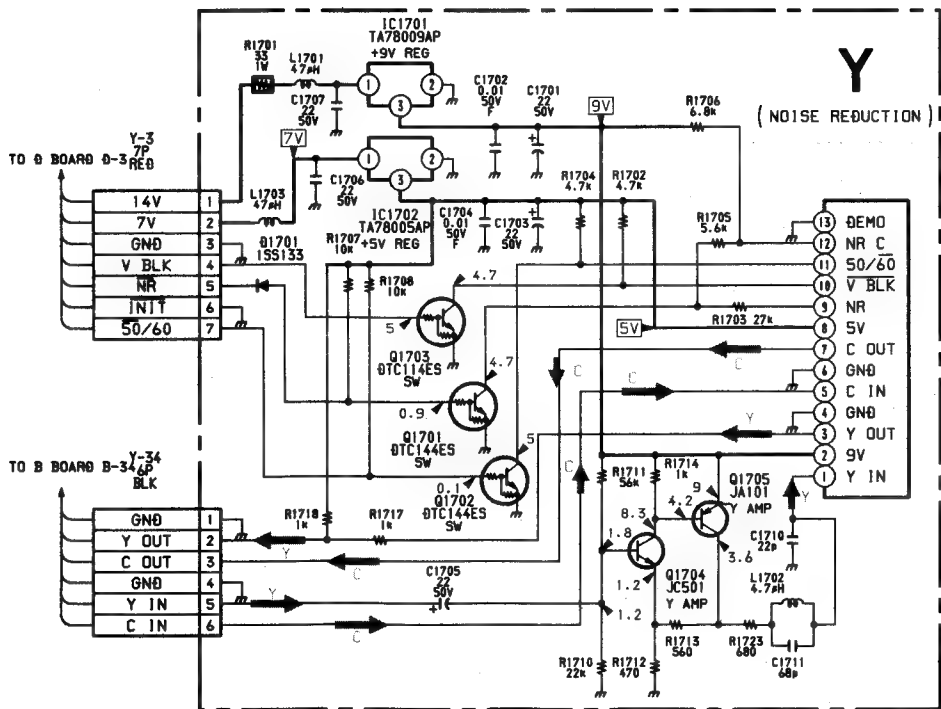 Y
( NOISE REDUCTION )
R1701
33
1W
L1701
47µH
C1707
22
50V
IC1701
TA78009AP
+9V REG
1
2
3
C1702
0.01
50V
F
C1701
22
50V
+
9V
R1706
6.8k
7V
1
2
3
C1706
22
50V
IC1702
TA78005AP
+5V REG
C1704
0.01
50V
F
C1703
22
50V
+
R1704
4.7k
R1702
4.7k
R1705
5.6k
TO D BOARD D-3
Y-3
7P
RED
14V 1
7V 2
GND 3
V BLK 4
NR 5
INIT 6
50/60 7
L1703
47µH
D1701
1SS133
R1707
10k
R1708
10k
4.7
5
Q1703
DTC114ES
SW
4.7
0.9
Q1701
DTC144ES
SW
5
0.1
Q1702
DTC144ES
SW
5V
R1703 27k
13 DEMO
12 NR C
11 50/60
10 V BLK
9 NR
8 5V
7 C OUT
6 GND
5 C IN
4 GND
3 Y OUT
2 9V
1 Y IN
C
C
C
C
Y
Y
TO B BOARD B-34
Y-34
6P
BLK
GND 1
Y OUT 2
C OUT 3
GND 4
Y IN 5
C IN 6
Y
C
Y
C
R1718
1k
R1717
1k
C1705
22
50V
+
R1711
56k
R1714
1k
Q1705
JA101
Y AMP
9
4.2
8.3
1.8
3.6
1.2
1.2
Q1704
JC501
Y AMP
C1710
22p
L1702
4.7µH
R1710
22k
R1712
470
R1713
560
R1723
680
C1711
68p